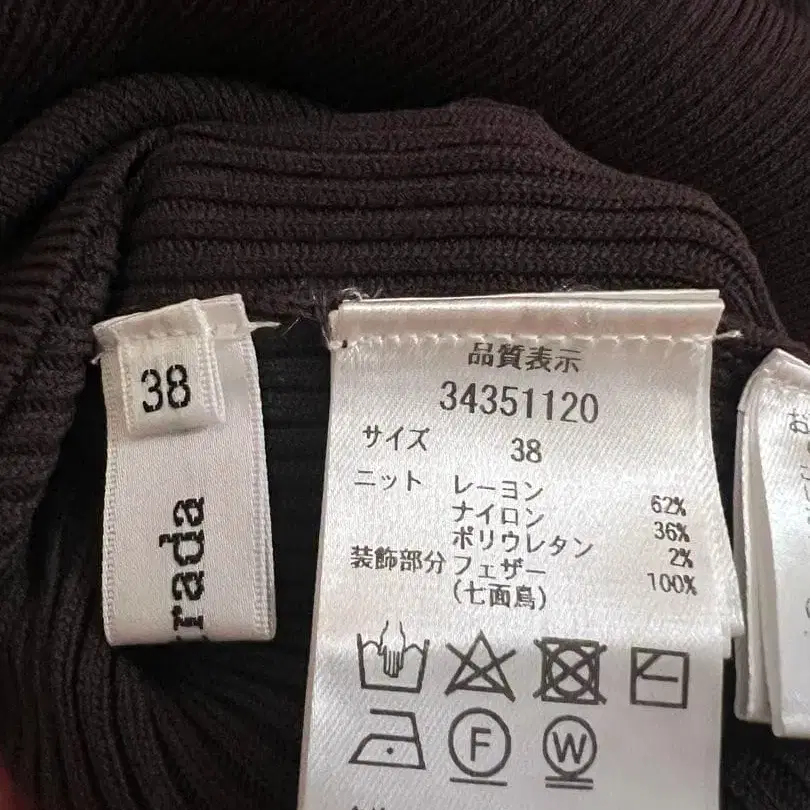 38
rada
品質表示
34351120
サイズ 38
ニット レーヨン 62%
ナイロン 36%
ポリウレタン 2%
装飾部分 フェザー 100%
(七面鳥)
F
W
お